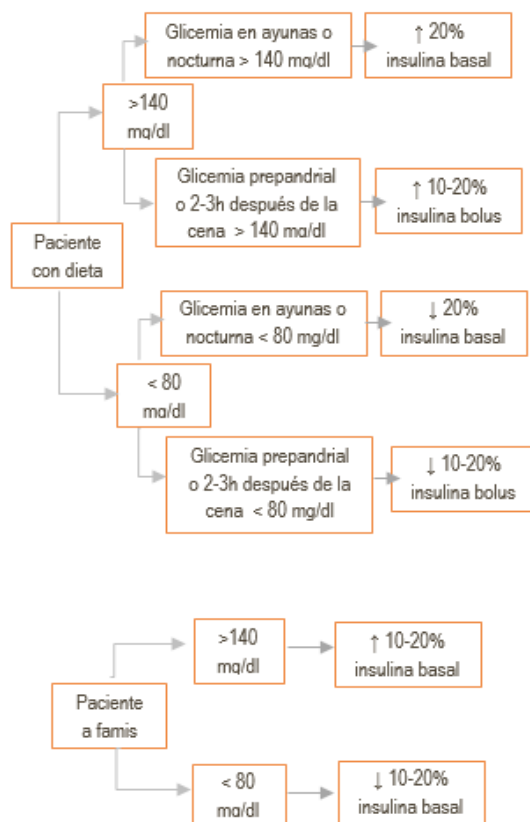 Glicemia en ayunas o
nocturna > 140 mg/dl
↑ 20%
insulina basal
>140
mg/dl
Glicemia prepandrial
o 2-3h después de la
cena > 140 mg/dl
↑ 10-20%
insulina bolus
Paciente
con dieta
Glicemia en ayunas o
nocturna < 80 mg/dl
↓ 20%
insulina basal
< 80
mg/dl
Glicemia prepandrial
o 2-3h después de la
cena < 80 mg/dl
↓ 10-20%
insulina bolus
>140
mg/dl
↑ 10-20%
insulina basal
Paciente
a famis
< 80
mg/dl
↓ 10-20%
insulina basal